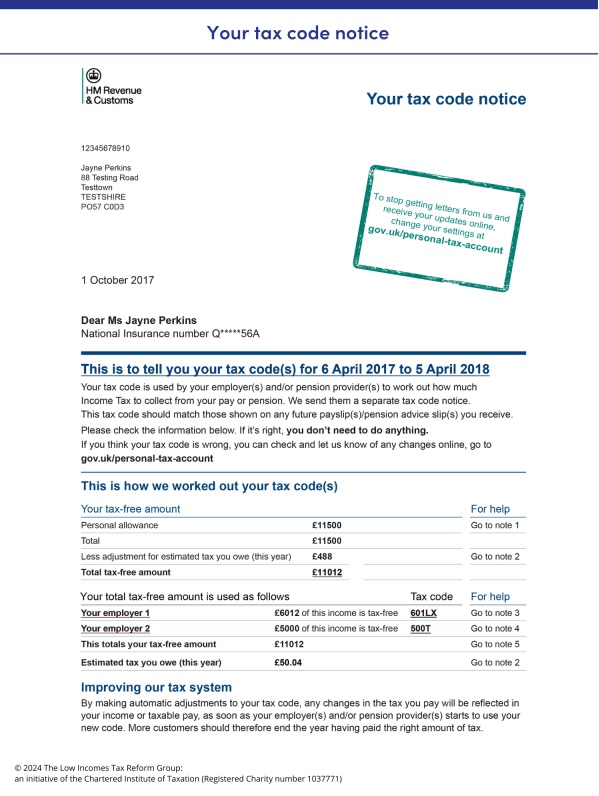 Your tax code notice
HM Revenue
& Customs
Your tax code notice
12345678910
Jayne Perkins
88 Testing Road
Testtown
TESTSHIRE
PO57 C0D3
To stop getting letters from us and
receive your updates online,
change your settings at
gov.uk/personal-tax-account
1 October 2017
Dear Ms Jayne Perkins
National Insurance number Q*****56A
This is to tell you your tax code(s) for 6 April 2017 to 5 April 2018
Your tax code is used by your employer(s) and/or pension provider(s) to work out how much
Income Tax to collect from your pay or pension. We send them a separate tax code notice.
This tax code should match those shown on any future payslip(s)/pension advice slip(s) you receive.
Please check the information below. If it's right, you don't need to do anything.
If you think your tax code is wrong, you can check and let us know of any changes online, go to
gov.uk/personal-tax-account
This is how we worked out your tax code(s)
Your tax-free amount For help
Personal allowance £11500 Go to note 1
Total £11500
Less adjustment for estimated tax you owe (this year) £488 Go to note 2
Total tax-free amount £11012
Your total tax-free amount is used as follows Tax code For help
Your employer 1 £6012 of this income is tax-free 601LX Go to note 3
Your employer 2 £5000 of this income is tax-free 500T Go to note 4
This totals your tax-free amount £11012 Go to note 5
Estimated tax you owe (this year) £50.04 Go to note 2
Improving our tax system
By making automatic adjustments to your tax code, any changes in the tax you pay will be reflected in
your income or taxable pay, as soon as your employer(s) and/or pension provider(s) starts to use your
new code. More customers should therefore end the year having paid the right amount of tax.
© 2024 The Low Incomes Tax Reform Group:
an initiative of the Chartered Institute of Taxation (Registered Charity number 1037771)